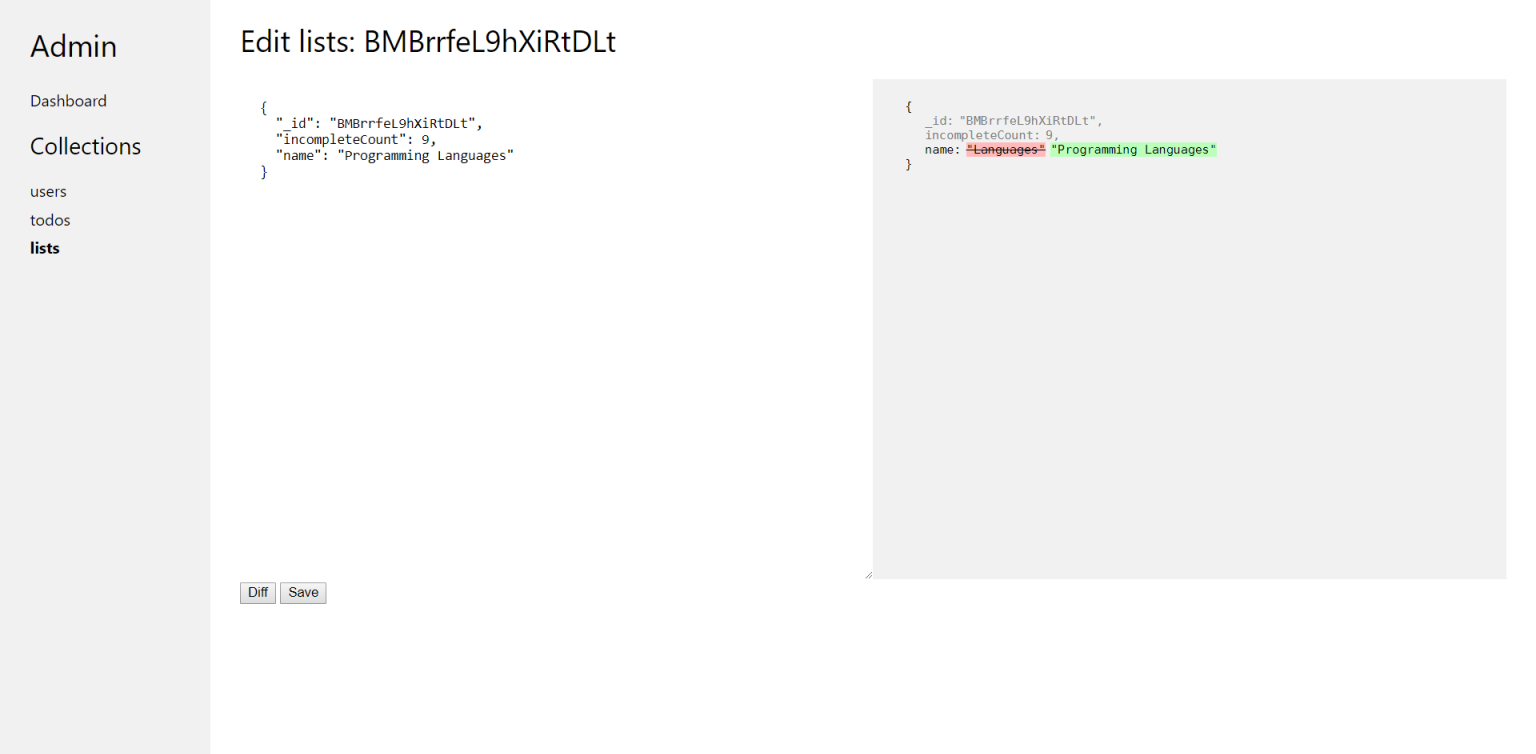 Admin
Dashboard
Collections
users
todos
lists
Edit lists: BMBrrfeL9hXiRtDLt
{
"_id": "BMBrrfeL9hXiRtDLt",
"incompleteCount": 9,
"name": "Programming Languages"
}
{
_id: "BMBrrfeL9hXiRtDLt",
incompleteCount: 9,
name: "Languages" "Programming Languages"
}
Diff Save